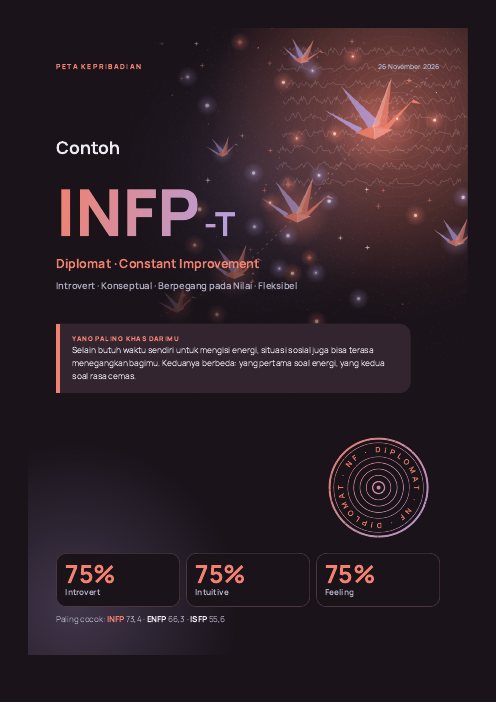 PETA KEPRIBADIAN
26 November 2026
Contoh
INFP -T
Diplomat · Constant Improvement
Introvert · Konseptual · Berpegang pada Nilai · Fleksibel
YANG PALING KHAS DARIMU
Selain butuh waktu sendiri untuk mengisi energi, situasi sosial juga bisa terasa
menegangkan bagimu. Keduanya berbeda: yang pertama soal energi, yang kedua
soal rasa cemas.
NF · DIPLOMAT · NF · DIPLOMAT ·
75%
Introvert
75%
Intuitive
75%
Feeling
Paling cocok: INFP 73,4 · ENFP 66,3 · ISFP 55,6